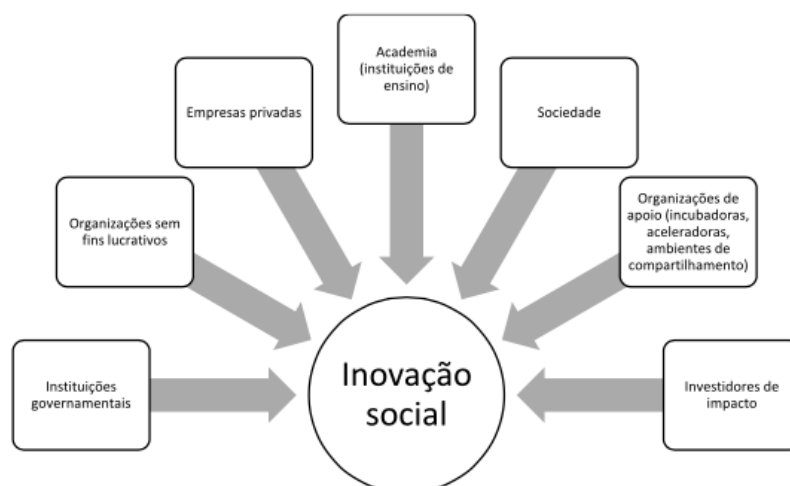 Academia
(instituições de
ensino)
Empresas privadas
Sociedade
Organizações sem
fins lucrativos
Organizações de
apoio (incubadoras,
aceleradoras,
ambientes de
compartilhamento)
Instituições
governamentais
Inovação
social
Investidores de
impacto